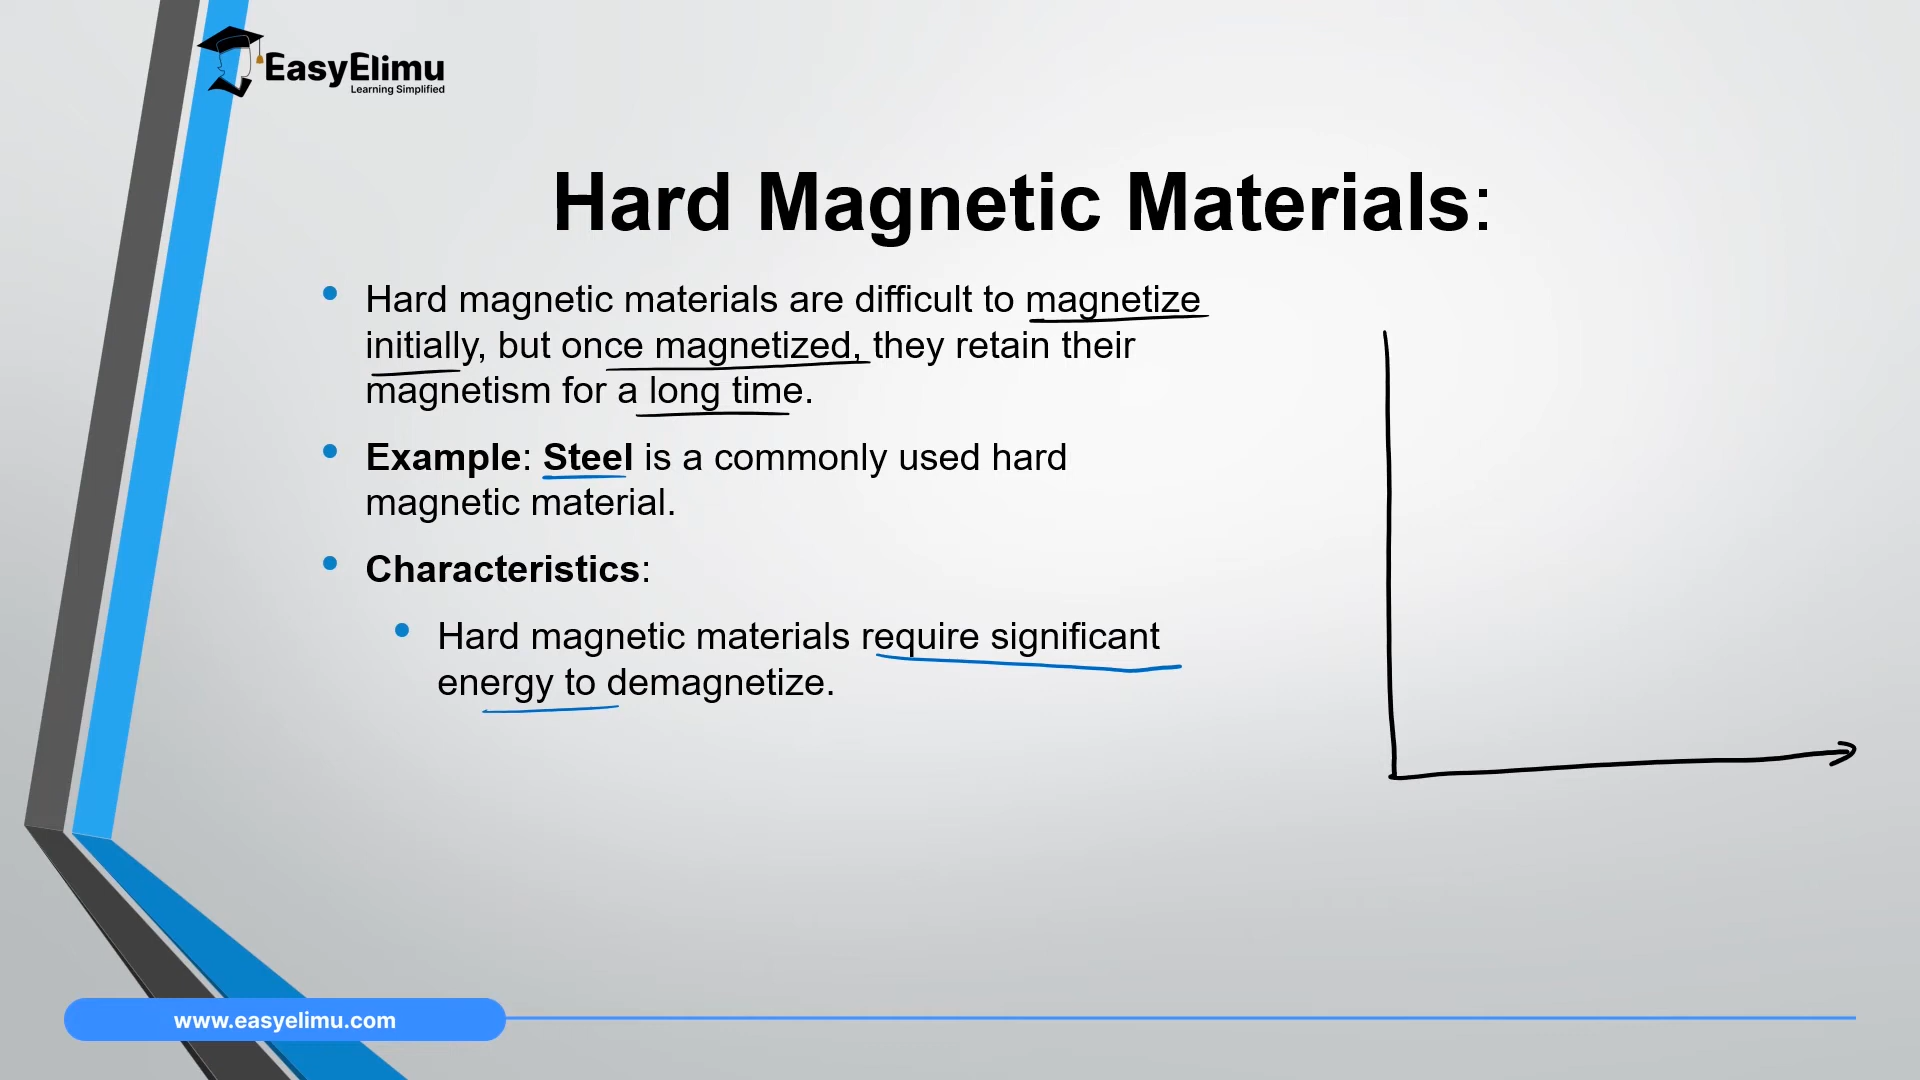 EasyElimu
Learning Simplified
Hard Magnetic Materials:
Hard magnetic materials are difficult to magnetize
initially, but once magnetized, they retain their
magnetism for a long time.
Example: Steel is a commonly used hard
magnetic material.
Characteristics:
Hard magnetic materials require significant
energy to demagnetize.
www.easyelimu.com